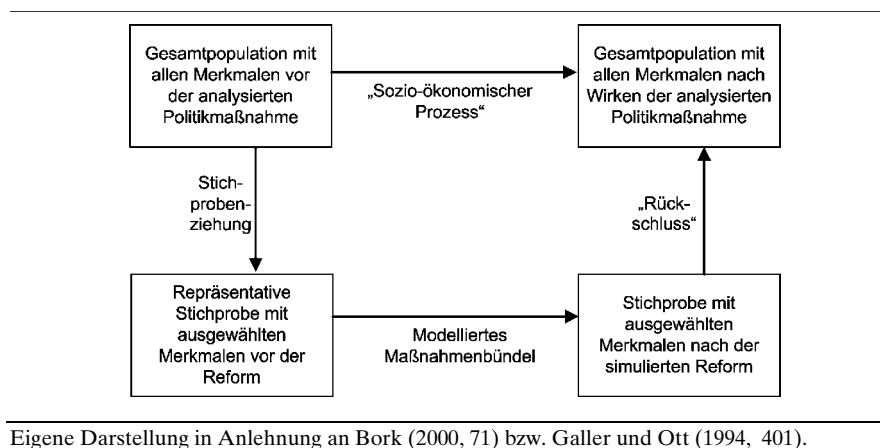 Gesamtpopulation mit
allen Merkmalen vor
der analysierten
Politikmaßnahme
„Sozio-ökonomischer
Prozess“
Gesamtpopulation mit
allen Merkmalen nach
Wirken der analysierten
Politikmaßnahme
Stich-
proben-
ziehung
„Rück-
schluss“
Repräsentative
Stichprobe mit
ausgewählten
Merkmalen vor der
Reform
Modelliertes
Maßnahmenbündel
Stichprobe mit
ausgewählten
Merkmalen nach der
simulierten Reform
Eigene Darstellung in Anlehnung an Bork (2000, 71) bzw. Galler und Ott (1994, 401).